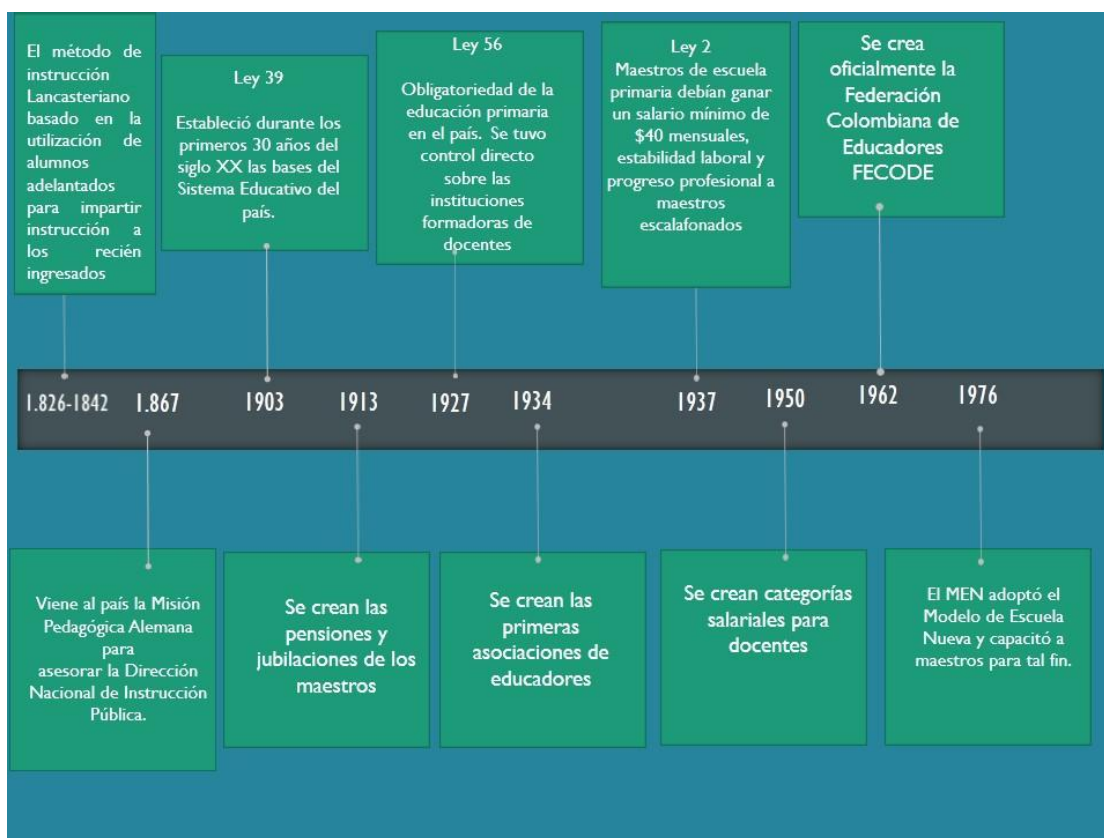 El método de
instrucción
Lancasteriano
basado en la
utilización de
alumnos
adelantados
para impartir
instrucción a
los recién
ingresados
Ley 39
Estableció durante los
primeros 30 años del
siglo XX las bases del
Sistema Educativo del
país.
Ley 56
Obligatoriedad de la
educación primaria
en el país. Se tuvo
control directo
sobre las
instituciones
formadoras de
docentes
Ley 2
Maestros de escuela
primaria debían ganar
un salario mínimo de
$40 mensuales,
estabilidad laboral y
progreso profesional a
maestros
escalafonados
Se crea
oficialmente la
Federación
Colombiana de
Educadores
FECODE
1.826-1842 1.867 1903 1913 1927 1934 1937 1950 1962 1976
Viene al país la Misión
Pedagógica Alemana
para
asesorar la Dirección
Nacional de Instrucción
Pública.
Se crean las
pensiones y
jubilaciones de los
maestros
Se crean las
primeras
asociaciones de
educadores
Se crean categorías
salariales para
docentes
El MEN adoptó el
Modelo de Escuela
Nueva y capacitó a
maestros para tal fin.